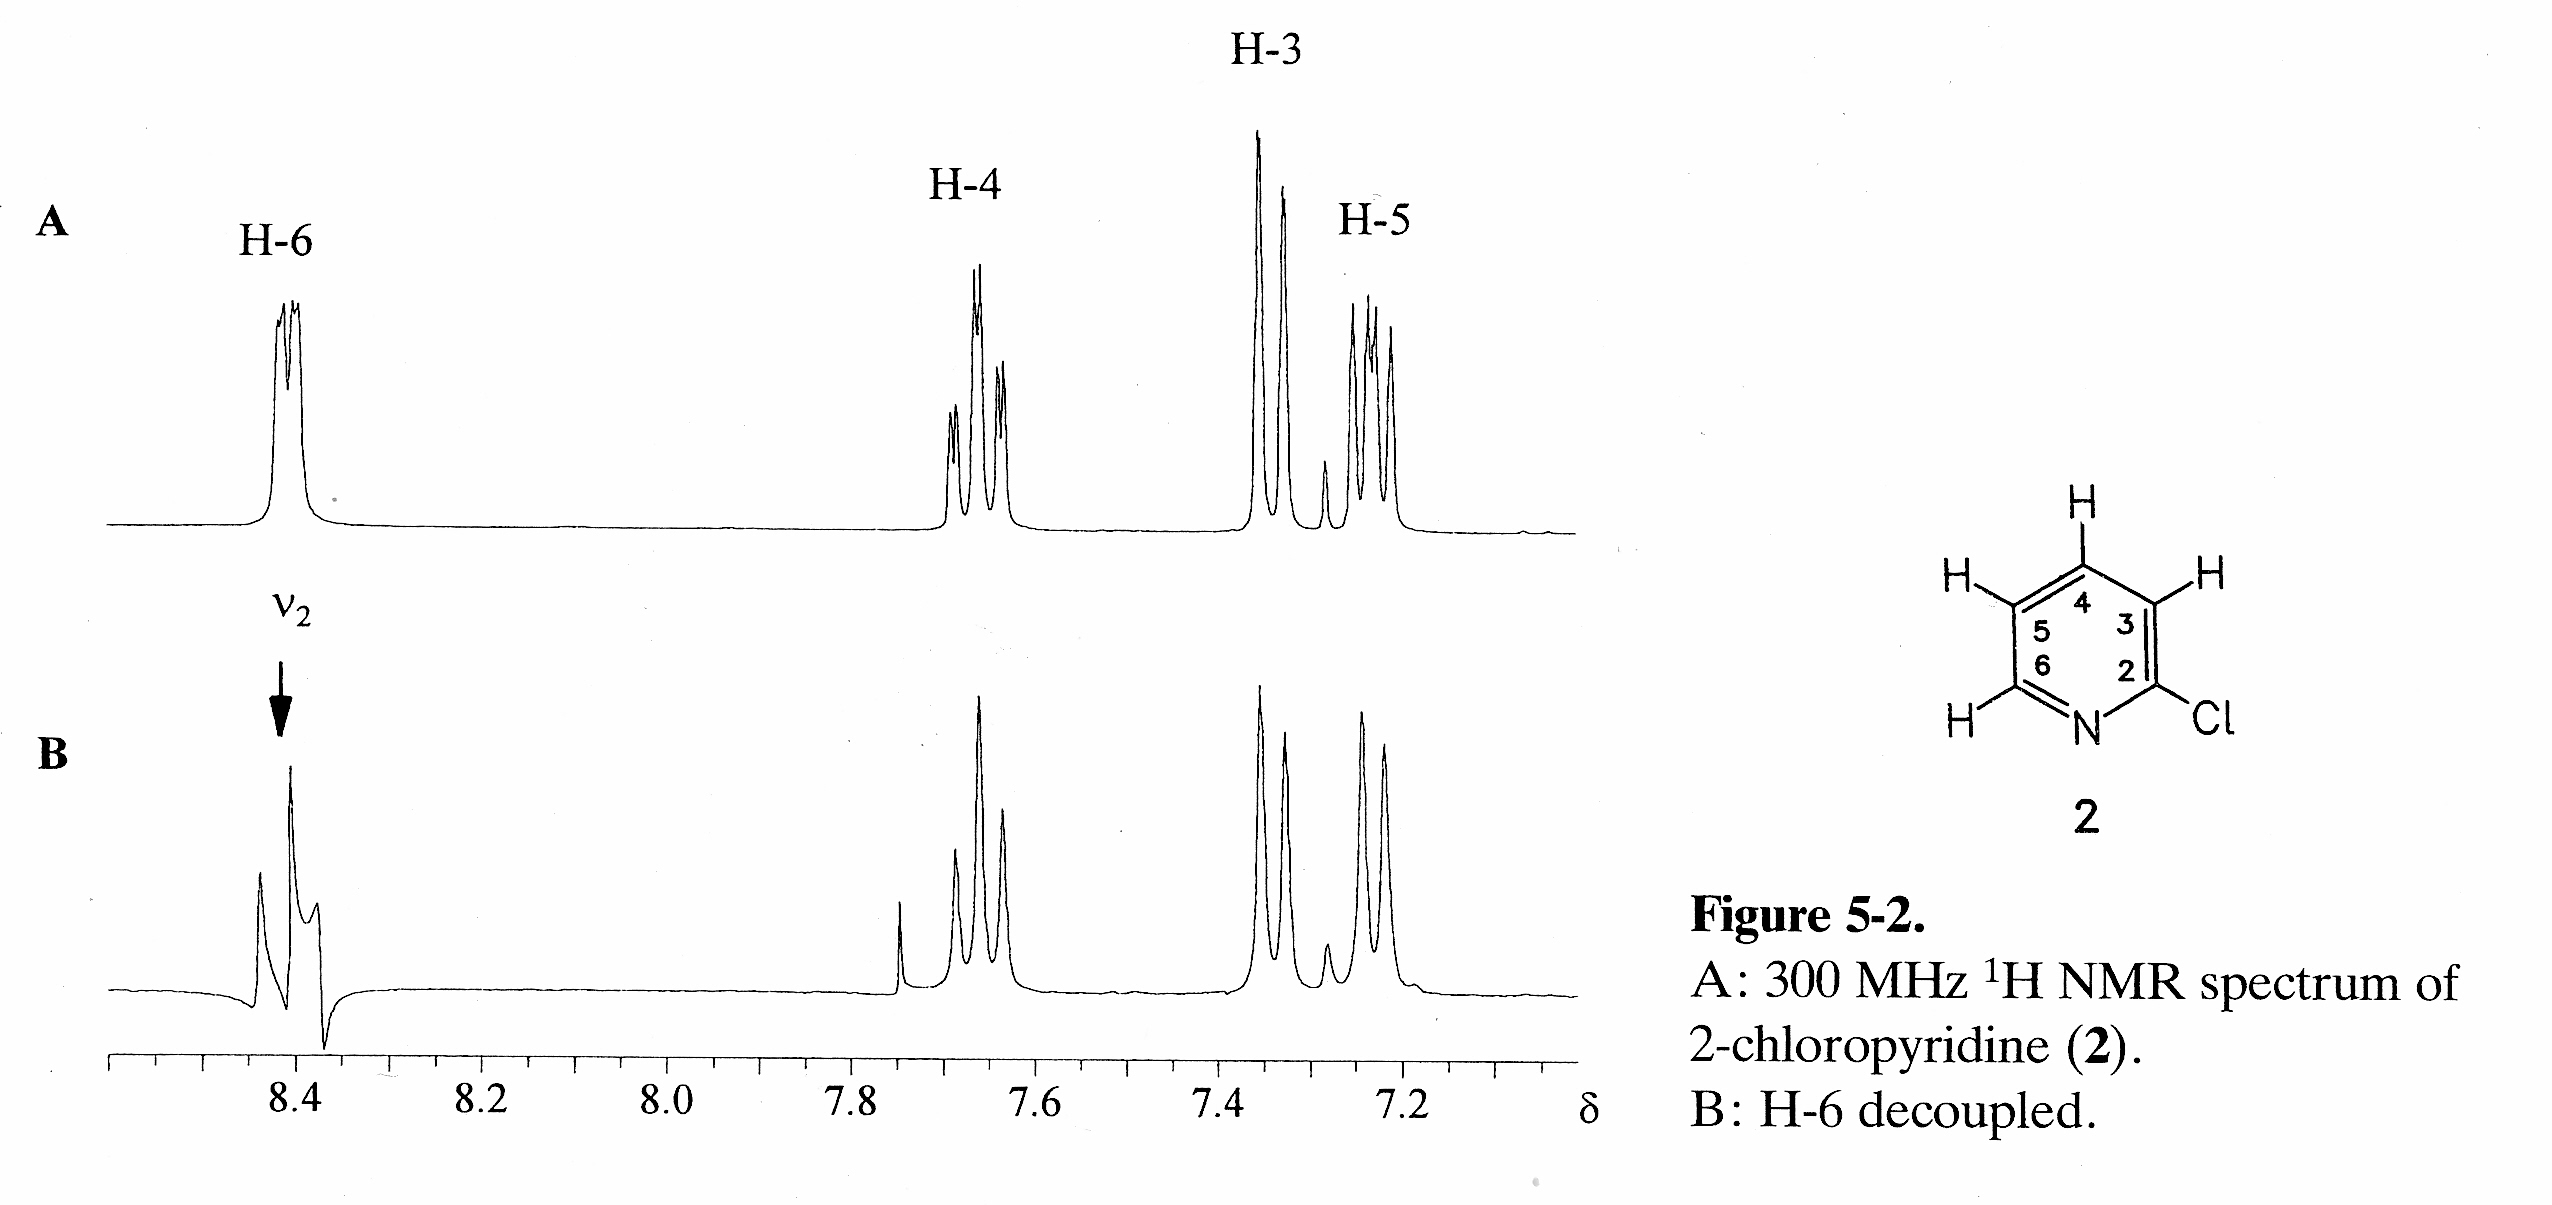 H-3
H-4
A
H-6
H-5
ν₂
B
8.4 8.2 8.0 7.8 7.6 7.4 7.2 δ
H
H H
4
5 3
6 2
H N Cl
2
Figure 5-2.
A: 300 MHz ¹H NMR spectrum of
2-chloropyridine (2).
B: H-6 decoupled.